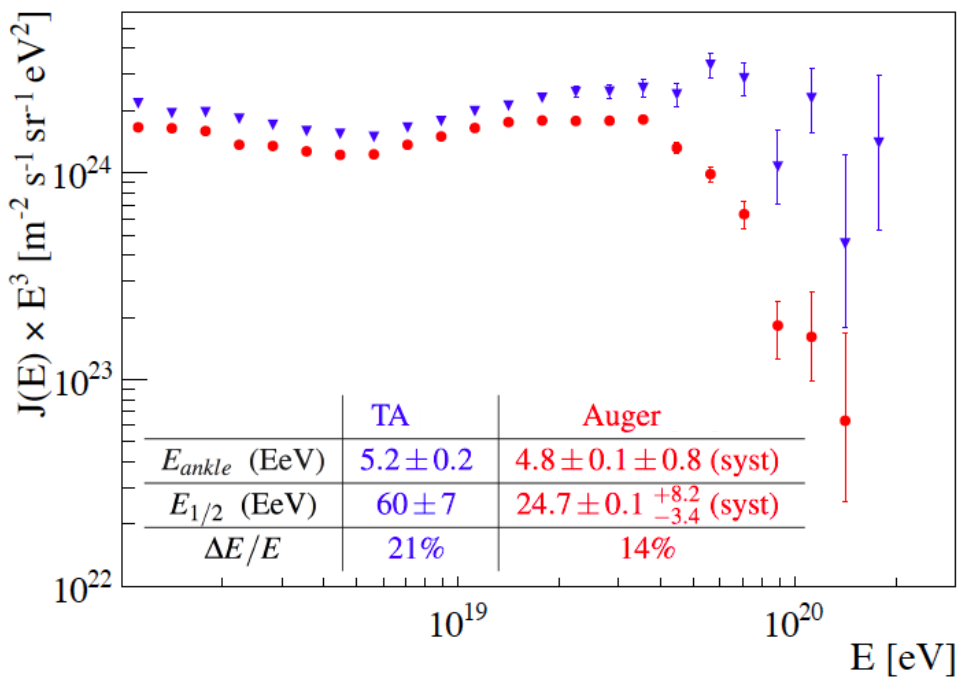 J(E) × E³ [m⁻² s⁻¹ sr⁻¹ eV²]
10²⁴
10²³
10²²
TA Auger
E_ankle (EeV) 5.2 ± 0.2 4.8 ± 0.1 ± 0.8 (syst)
E_1/2 (EeV) 60 ± 7 24.7 ± 0.1 +8.2 −3.4 (syst)
ΔE/E 21% 14%
10¹⁹ 10²⁰
E [eV]